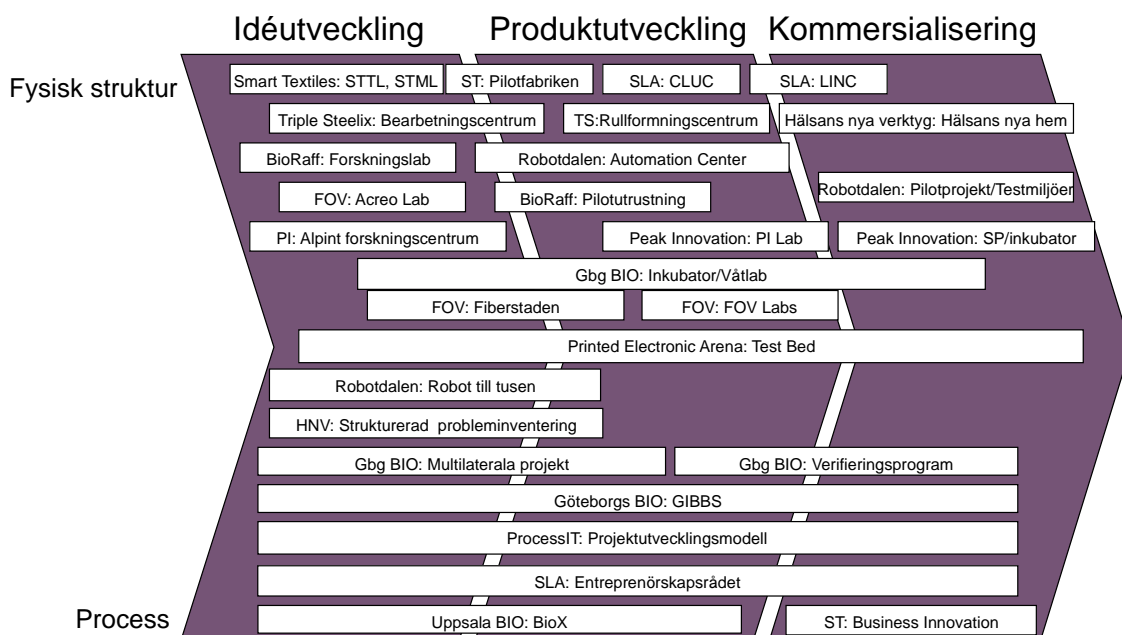 Idéutveckling Produktutveckling Kommersialisering
Fysisk struktur
Smart Textiles: STTL, STML
ST: Pilotfabriken
SLA: CLUC
SLA: LINC
Triple Steelix: Bearbetningscentrum
TS:Rullformningscentrum
Hälsans nya verktyg: Hälsans nya hem
BioRaff: Forskningslab
Robotdalen: Automation Center
Robotdalen: Pilotprojekt/Testmiljöer
FOV: Acreo Lab
BioRaff: Pilotutrustning
PI: Alpint forskningscentrum
Peak Innovation: PI Lab
Peak Innovation: SP/inkubator
Gbg BIO: Inkubator/Våtlab
FOV: Fiberstaden
FOV: FOV Labs
Printed Electronic Arena: Test Bed
Robotdalen: Robot till tusen
HNV: Strukturerad probleminventering
Gbg BIO: Multilaterala projekt
Gbg BIO: Verifieringsprogram
Göteborgs BIO: GIBBS
ProcessIT: Projektutvecklingsmodell
SLA: Entreprenörskapsrådet
Process
Uppsala BIO: BioX
ST: Business Innovation